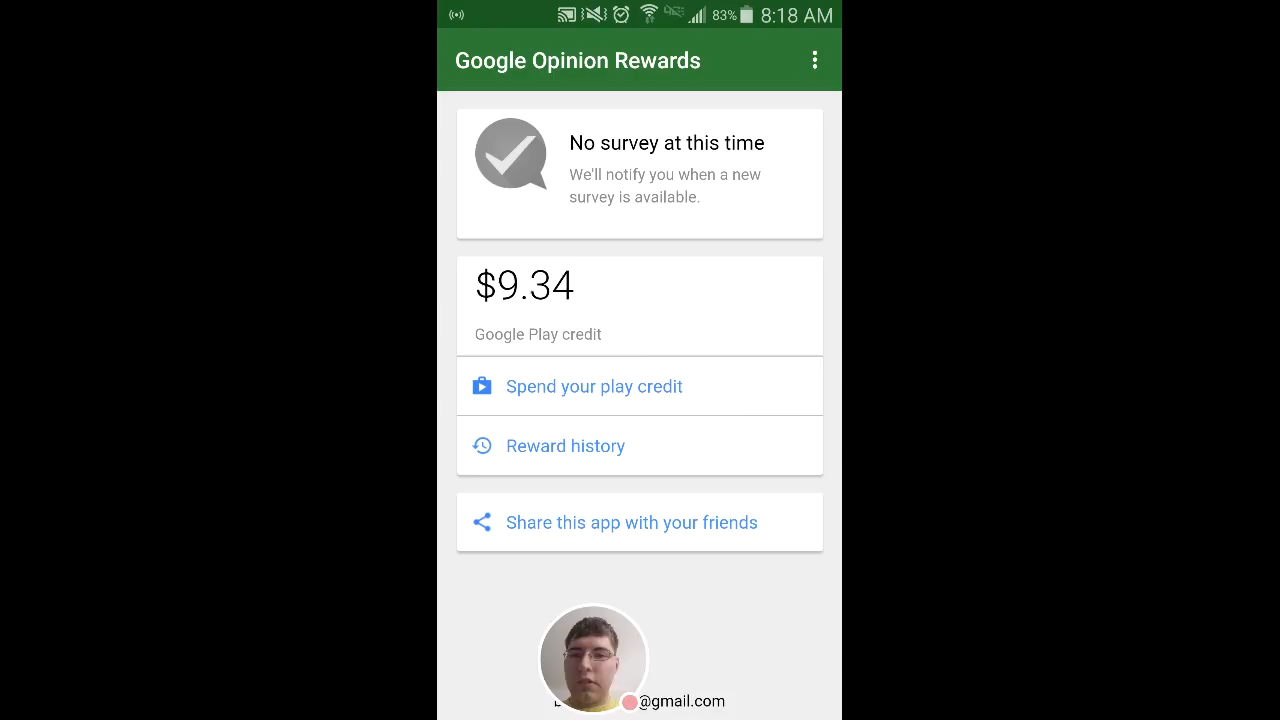 83% 8:18 AM
Google Opinion Rewards
No survey at this time
We'll notify you when a new
survey is available.
$9.34
Google Play credit
Spend your play credit
Reward history
Share this app with your friends
@gmail.com